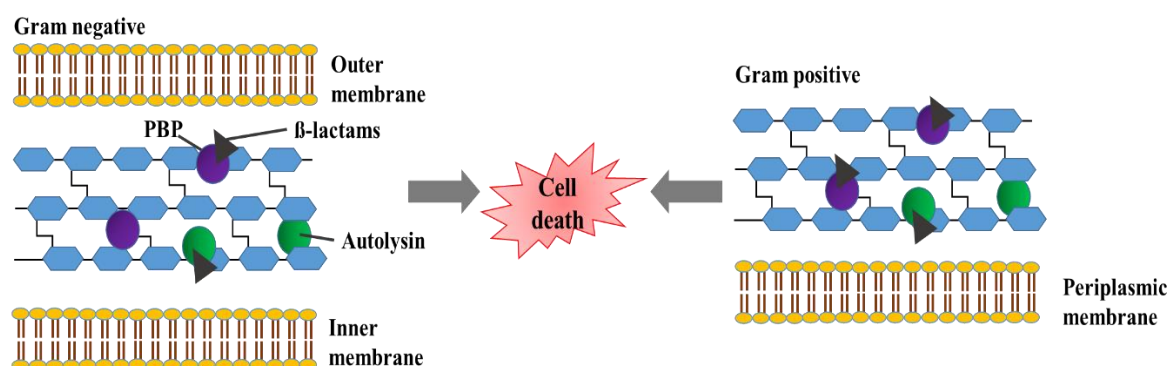 Gram negative
Outer
membrane
PBP
ß-lactams
Autolysin
Inner
membrane
Cell
death
Gram positive
Periplasmic
membrane